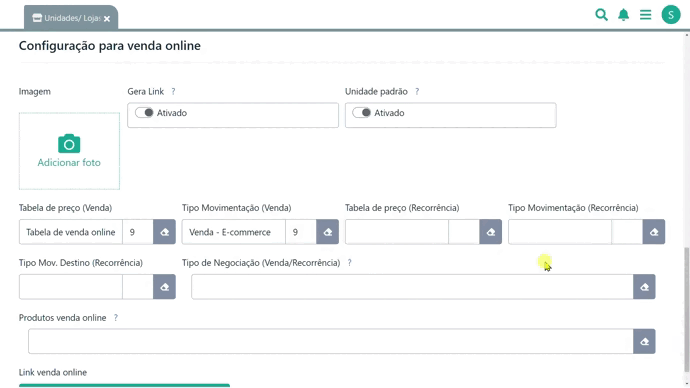 Unidades/ Lojas
S
Configuração para venda online
Imagem
Gera Link ?
Unidade padrão ?
Ativado
Ativado
Adicionar foto
Tabela de preço (Venda)
Tipo Movimentação (Venda)
Tabela de preço (Recorrência)
Tipo Movimentação (Recorrência)
Tabela de venda online 9
Venda - E-commerce 9
Tipo Mov. Destino (Recorrência)
Tipo de Negociação (Venda/Recorrência) ?
Produtos venda online ?
Link venda online